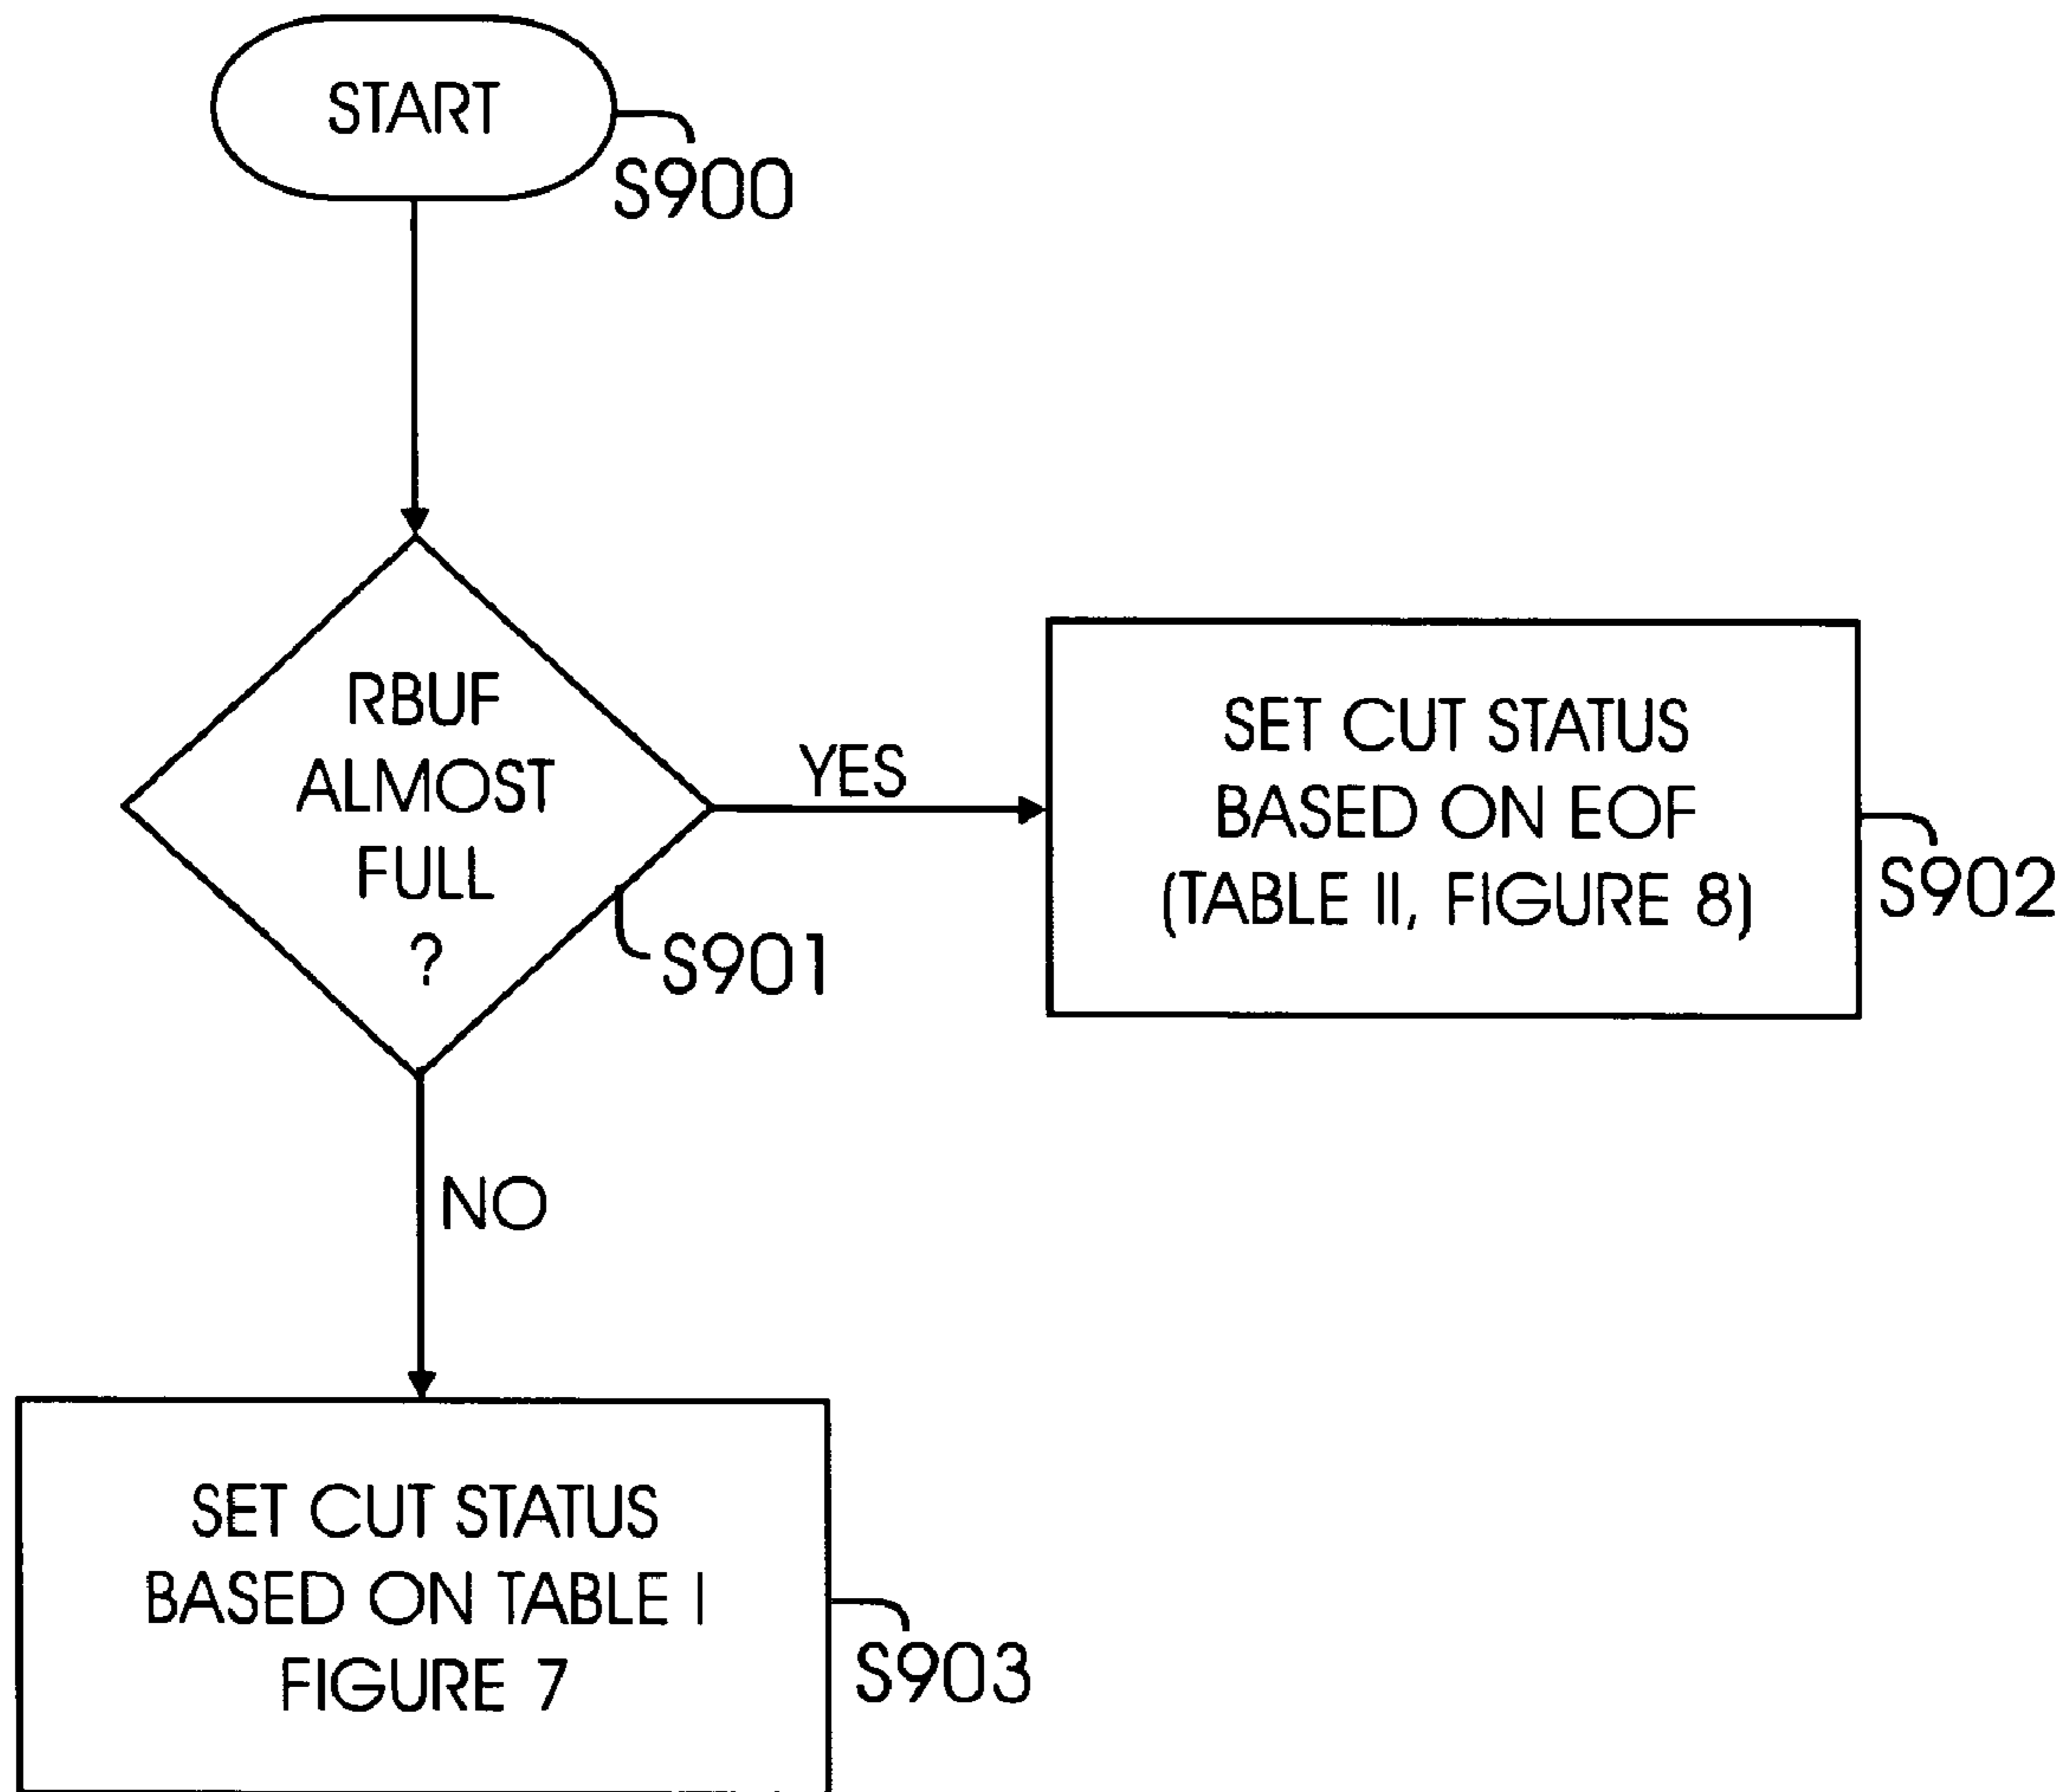 START
S900
RBUF
ALMOST
FULL
?
S901
YES
SET CUT STATUS
BASED ON EOF
(TABLE II, FIGURE 8)
S902
NO
SET CUT STATUS
BASED ON TABLE I
FIGURE 7
S903